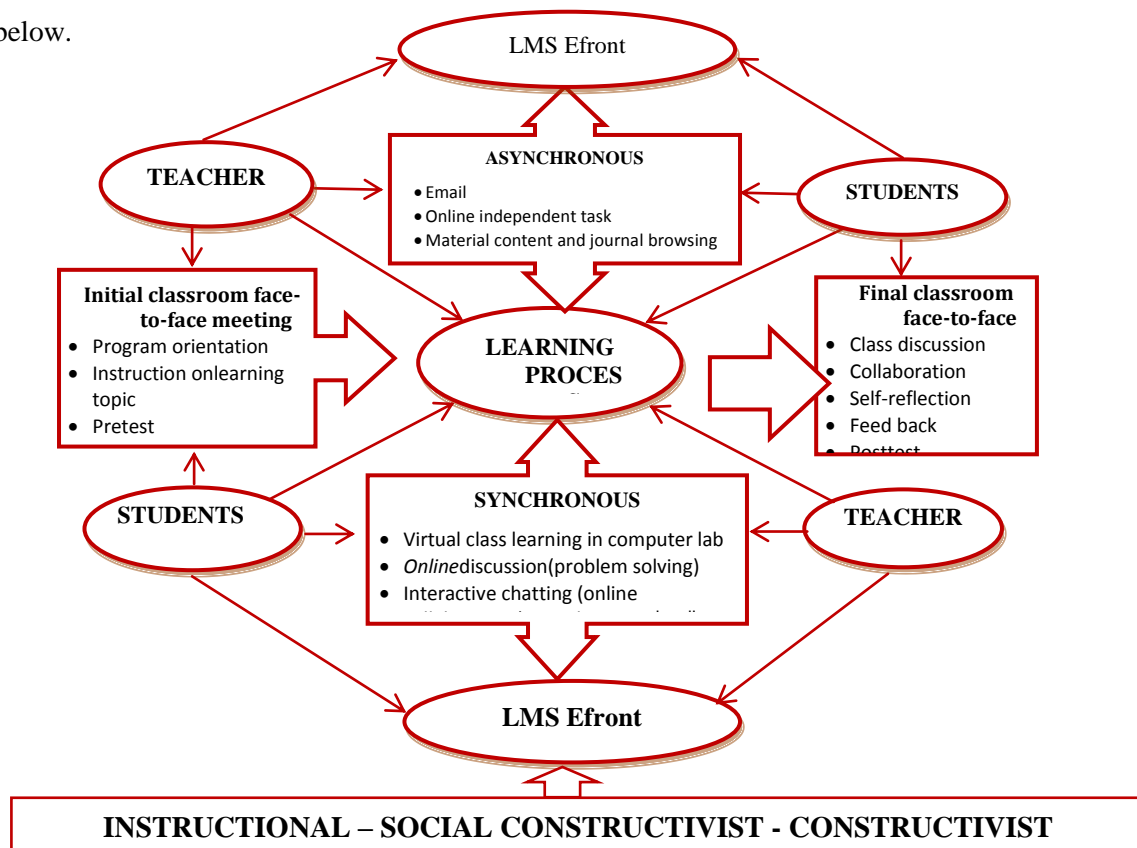 below.
LMS Efront
TEACHER
ASYNCHRONOUS
• Email
• Online independent task
• Material content and journal browsing
STUDENTS
Initial classroom face-
to-face meeting
• Program orientation
• Instruction onlearning
topic
• Pretest
LEARNING
PROCES
Final classroom
face-to-face
• Class discussion
• Collaboration
• Self-reflection
• Feed back
• Posttest
STUDENTS
SYNCHRONOUS
• Virtual class learning in computer lab
• Onlinediscussion(problem solving)
• Interactive chatting (online
TEACHER
LMS Efront
INSTRUCTIONAL – SOCIAL CONSTRUCTIVIST - CONSTRUCTIVIST